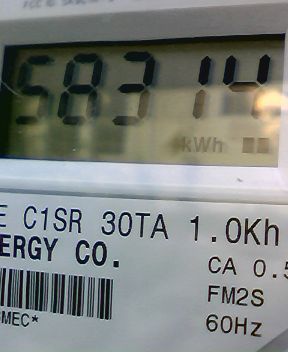 58314
kWh
E C1SR 30TA 1.0Kh
ERGY CO.
CA 0.5
FM2S
MEC*
60Hz